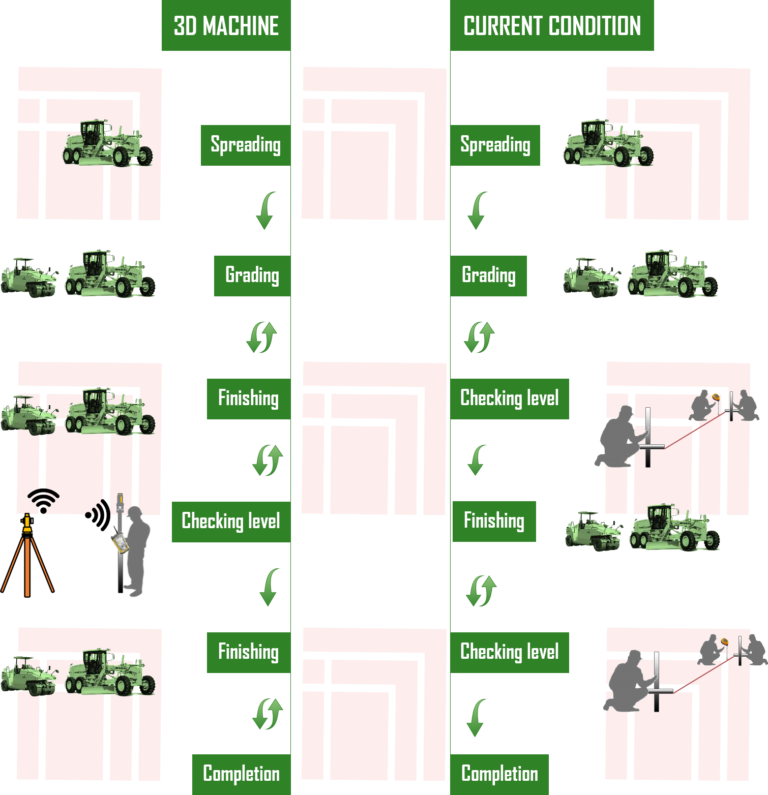 3D MACHINE
CURRENT CONDITION
Spreading
Spreading
Grading
Grading
Finishing
Checking level
Checking level
Finishing
Finishing
Checking level
Completion
Completion